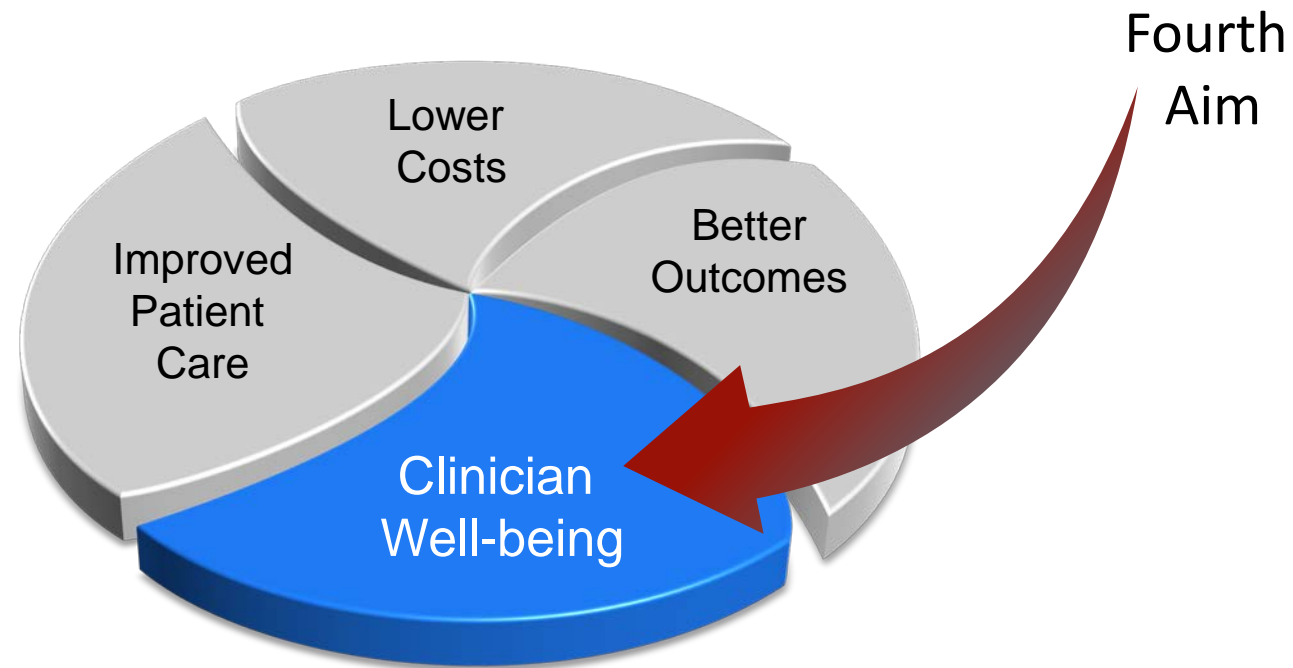 Fourth
Aim
Lower
Costs
Better
Outcomes
Improved
Patient
Care
Clinician
Well-being